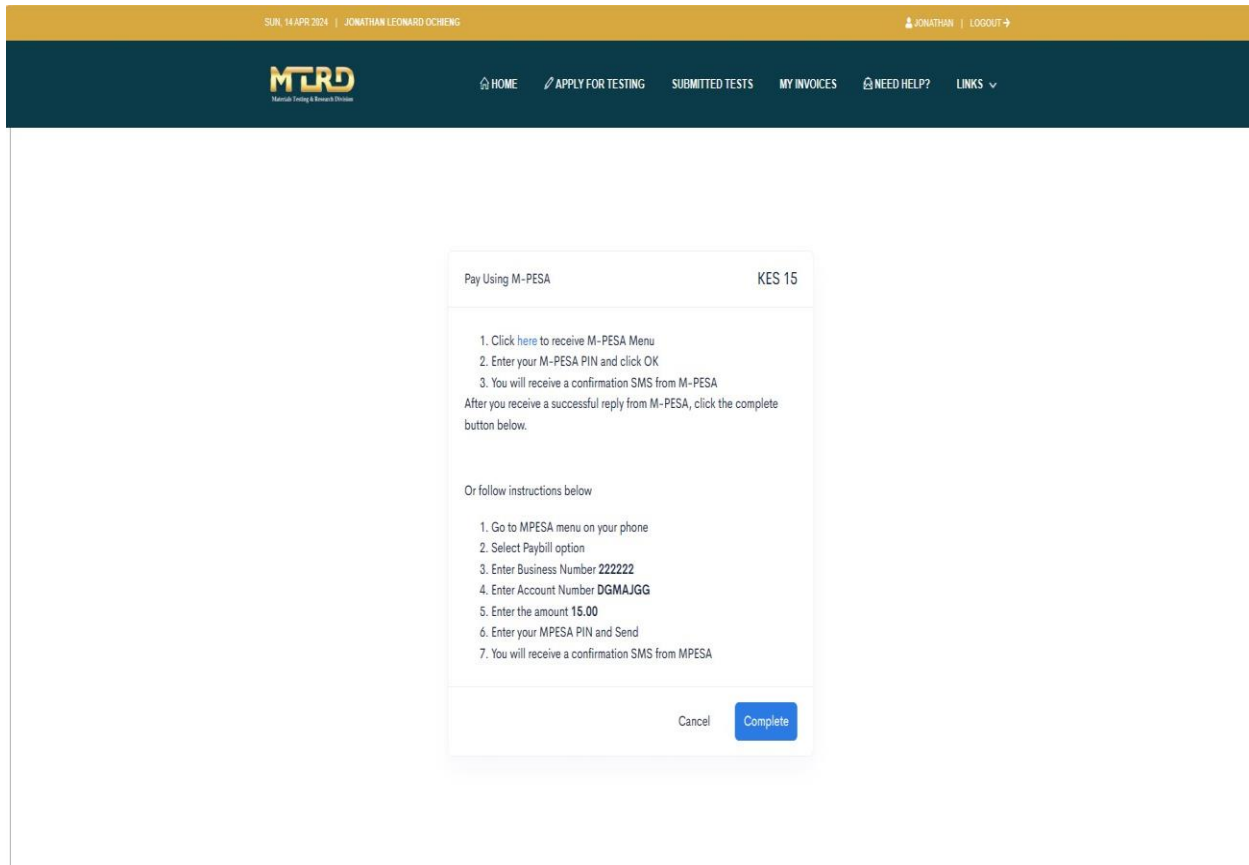 SUN, 14 APR 2024 | JONATHAN LEONARD OCHIENG
JONATHAN | LOGOUT
MTRD
Materials Testing & Research Division
HOME APPLY FOR TESTING SUBMITTED TESTS MY INVOICES NEED HELP? LINKS
Pay Using M-PESA KES 15
1. Click here to receive M-PESA Menu
2. Enter your M-PESA PIN and click OK
3. You will receive a confirmation SMS from M-PESA
After you receive a successful reply from M-PESA, click the complete
button below.
Or follow instructions below
1. Go to MPESA menu on your phone
2. Select Paybill option
3. Enter Business Number 222222
4. Enter Account Number DGMAJGG
5. Enter the amount 15.00
6. Enter your MPESA PIN and Send
7. You will receive a confirmation SMS from MPESA
Cancel Complete